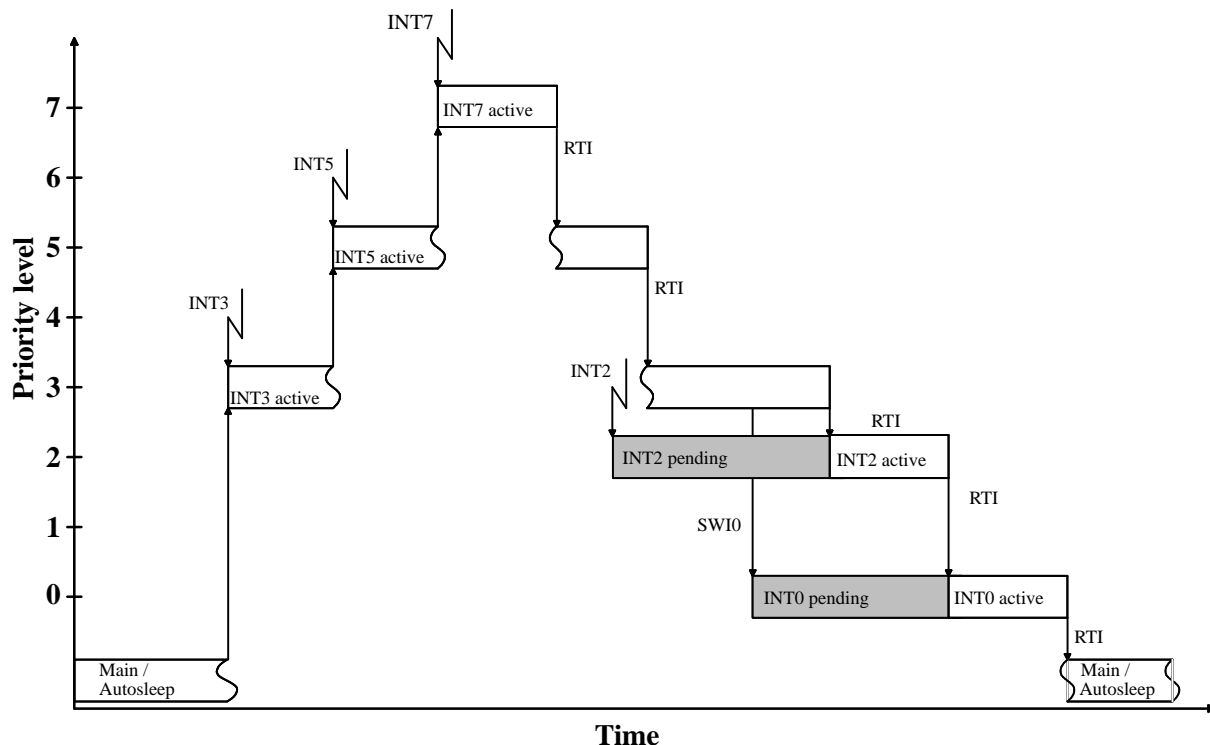 INT7
7
INT7 active
INT5
RTI
6
Priority level
5
INT5 active
INT3
RTI
4
INT2
3
INT3 active
RTI
2
INT2 pending
INT2 active
RTI
1
SWI0
0
INT0 pending
INT0 active
RTI
Main /
Autosleep
Main /
Autosleep
Time